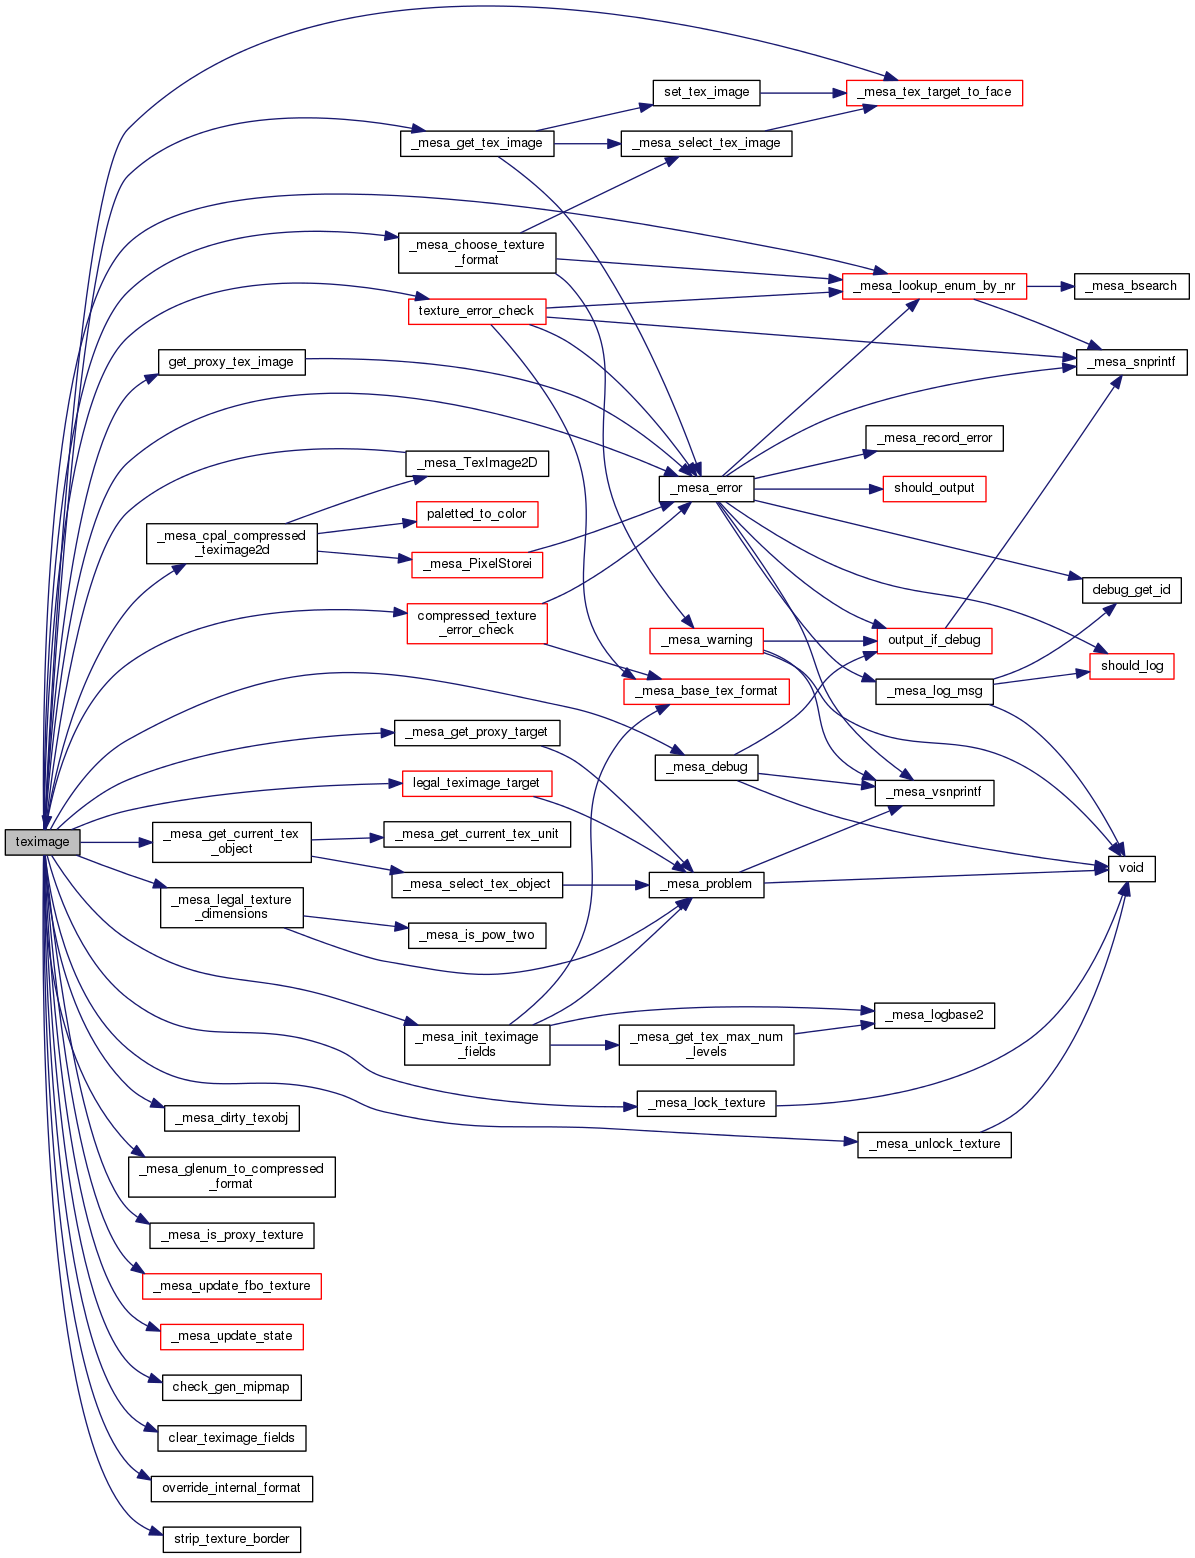 set_tex_image
_mesa_tex_target_to_face
_mesa_get_tex_image
_mesa_select_tex_image
_mesa_choose_texture
_format
_mesa_lookup_enum_by_nr
_mesa_bsearch
texture_error_check
get_proxy_tex_image
_mesa_snprintf
_mesa_record_error
_mesa_TexImage2D
_mesa_error
should_output
paletted_to_color
_mesa_cpal_compressed
_teximage2d
_mesa_PixelStorei
debug_get_id
compressed_texture
_error_check
_mesa_warning
output_if_debug
should_log
_mesa_base_tex_format
_mesa_log_msg
_mesa_get_proxy_target
_mesa_debug
legal_teximage_target
_mesa_vsnprintf
teximage
_mesa_get_current_tex
_object
_mesa_get_current_tex_unit
void
_mesa_select_tex_object
_mesa_problem
_mesa_legal_texture
_dimensions
_mesa_is_pow_two
_mesa_logbase2
_mesa_init_teximage
_fields
_mesa_get_tex_max_num
_levels
_mesa_lock_texture
_mesa_dirty_texobj
_mesa_unlock_texture
_mesa_glenum_to_compressed
_format
_mesa_is_proxy_texture
_mesa_update_fbo_texture
_mesa_update_state
check_gen_mipmap
clear_teximage_fields
override_internal_format
strip_texture_border